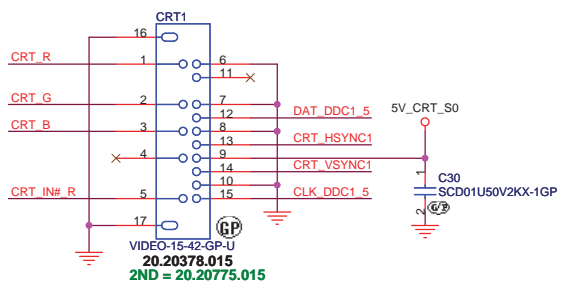 CRT1
16
CRT_R 1 6
11
CRT_G 2 7
12 DAT_DDC1_5 5V_CRT_S0
CRT_B 3 8
13 CRT_HSYNC1
4 9
14 CRT_VSYNC1 1 C30
10 SCD01U50V2KX-1GP
CRT_IN#_R 5 15 CLK_DDC1_5
2 G/P
17
GP
VIDEO-15-42-GP-U
20.20378.015
2ND = 20.20775.015